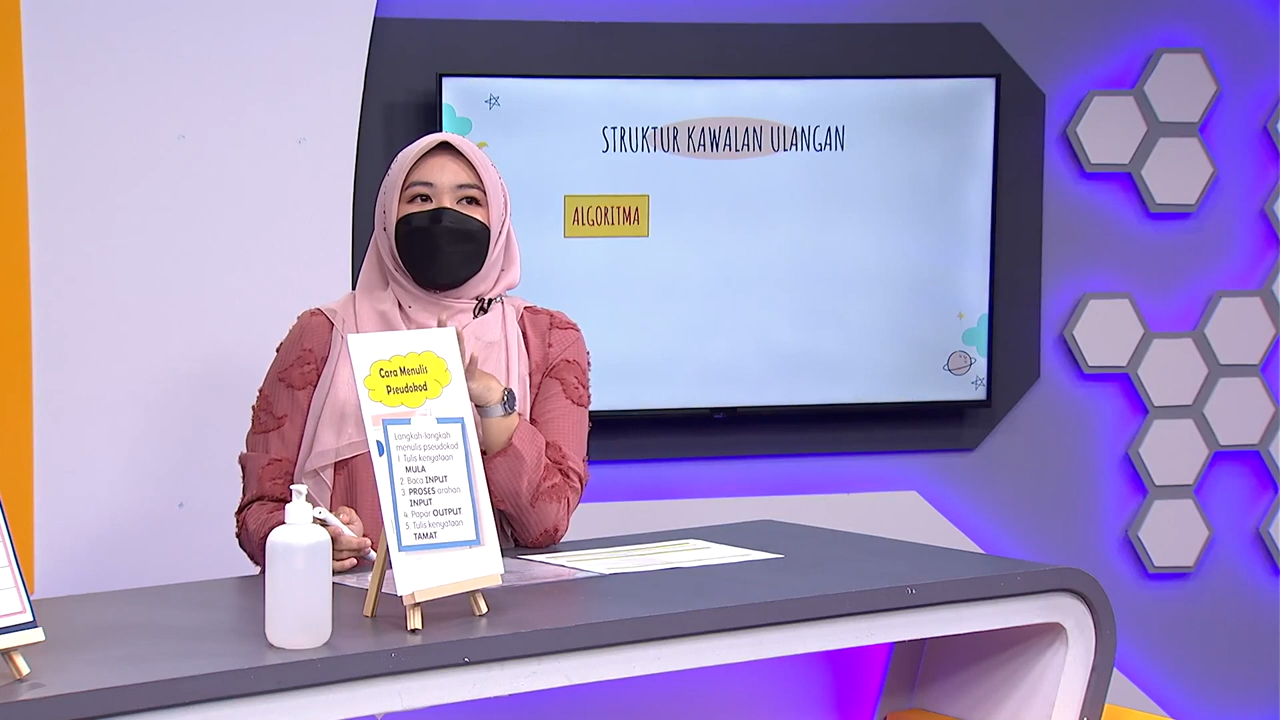 STRUKTUR KAWALAN ULANGAN
ALGORITMA
Cara Menulis
Pseudokod
Langkah-langkah
menulis pseudokod
1. Tulis kenyataan
MULA
2. Baca INPUT
3. PROSES arahan
INPUT
4. Papar OUTPUT
5. Tulis kenyataan
TAMAT